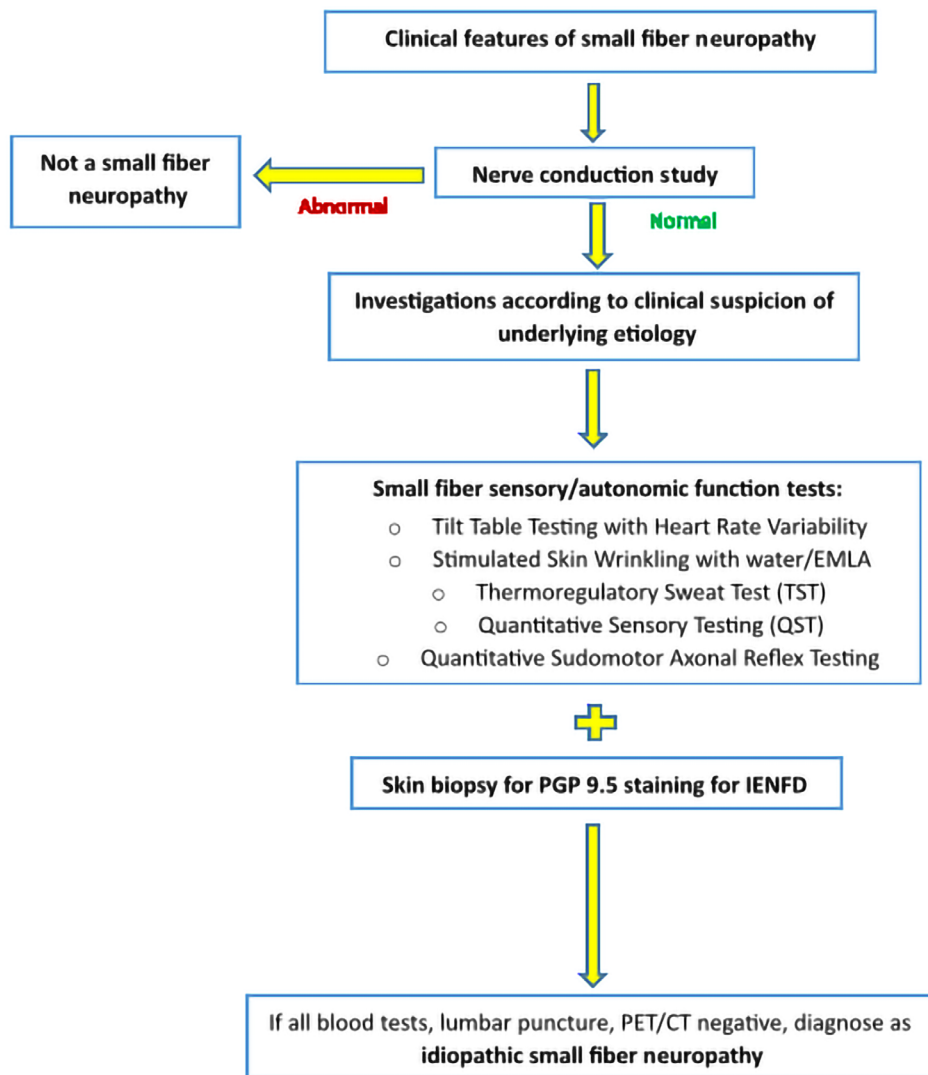 Clinical features of small fiber neuropathy
Not a small fiber
neuropathy
Nerve conduction study
Abnormal
Normal
Investigations according to clinical suspicion of
underlying etiology
Small fiber sensory/autonomic function tests:
o Tilt Table Testing with Heart Rate Variability
o Stimulated Skin Wrinkling with water/EMLA
o Thermoregulatory Sweat Test (TST)
o Quantitative Sensory Testing (QST)
o Quantitative Sudomotor Axonal Reflex Testing
Skin biopsy for PGP 9.5 staining for IENFD
If all blood tests, lumbar puncture, PET/CT negative, diagnose as
idiopathic small fiber neuropathy